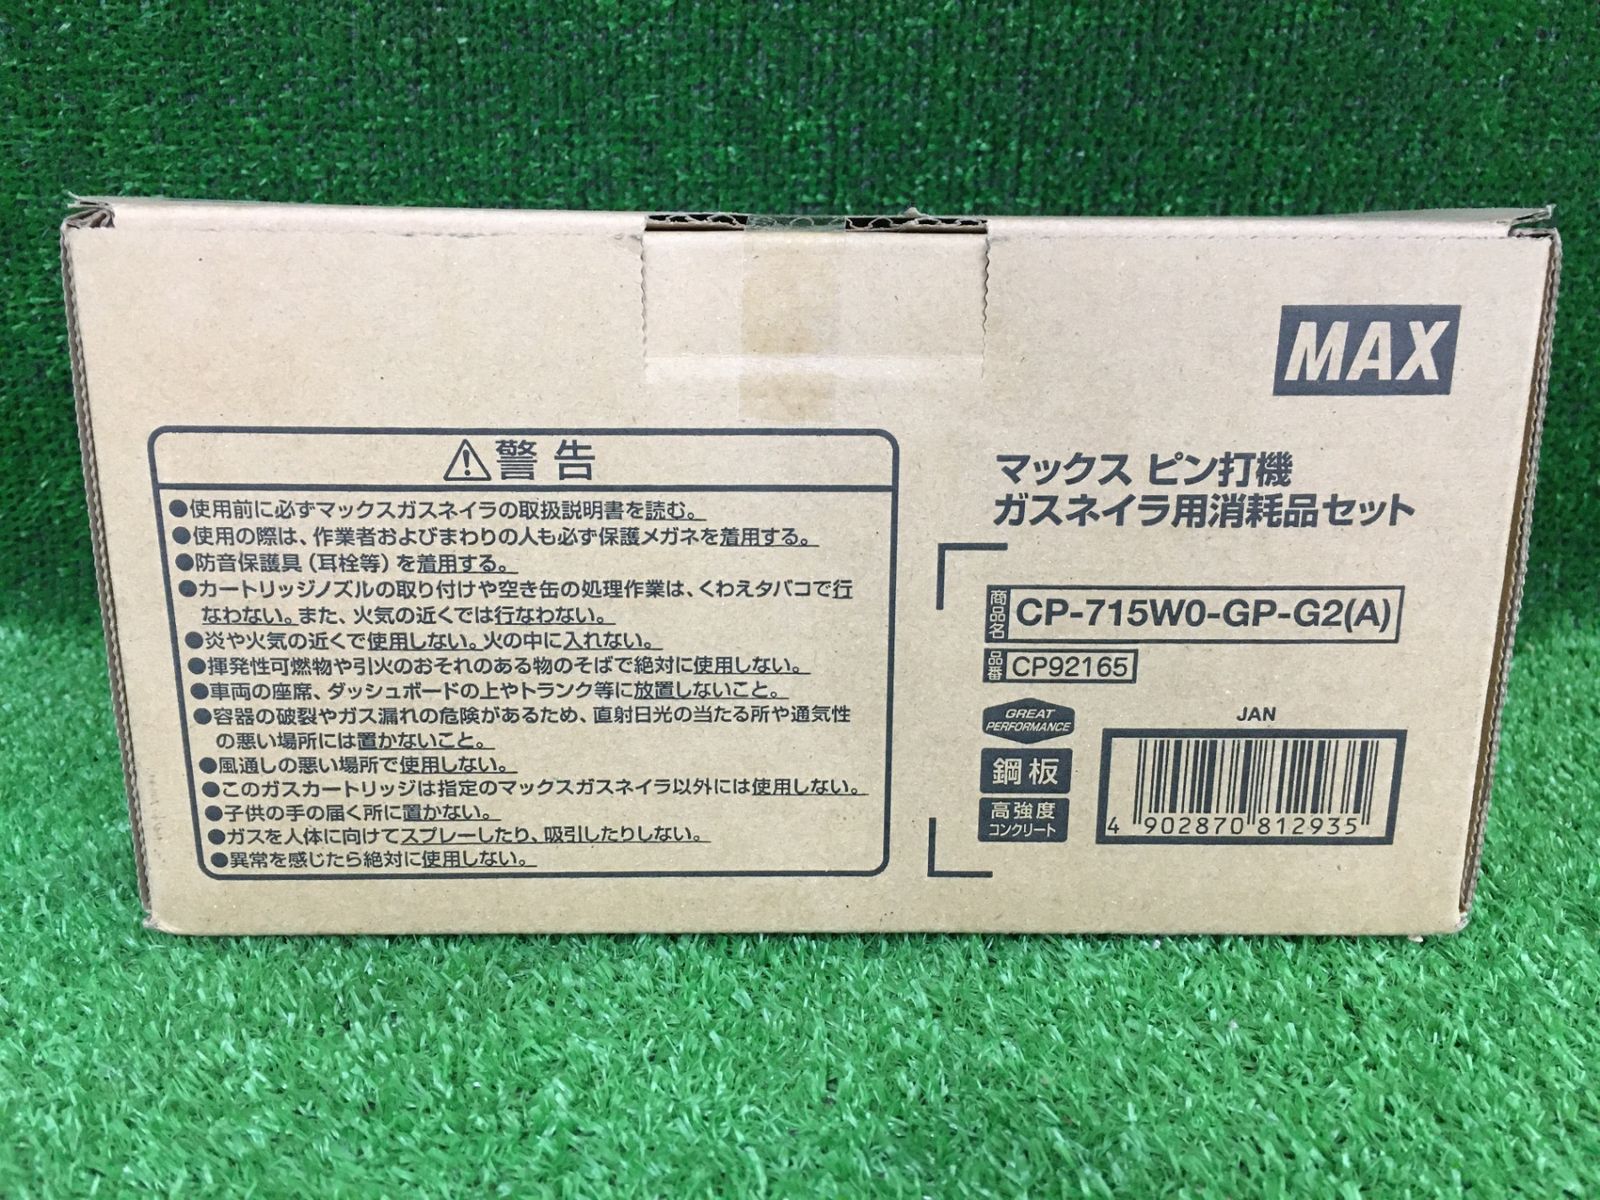 MAX
⚠警告
●使用前に必ずマックスガスネイラの取扱説明書を読む。
●使用の際は、作業者およびまわりの人も必ず保護メガネを着用する。
●防音保護具（耳栓等）を着用する。
●カートリッジノズルの取り付けや空き缶の処理作業は、くわえタバコで行
なわない。また、火気の近くでは行なわない。
●炎や火気の近くで使用しない。火の中に入れない。
●揮発性可燃物や引火のおそれのある物のそばで絶対に使用しない。
●車両の座席、ダッシュボードの上やトランク等に放置しないこと。
●容器の破裂やガス漏れの危険があるため、直射日光の当たる所や通気性
の悪い場所には置かないこと。
●風通しの悪い場所で使用しない。
●このガスカートリッジは指定のマックスガスネイラ以外には使用しない。
●子供の手の届く所に置かない。
●ガスを人体に向けてスプレーしたり、吸引したりしない。
●異常を感じたら絶対に使用しない。
マックス ピン打機
ガスネイラ用消耗品セット
商品名 CP-715W0-GP-G2(A)
品番 CP92165
GREAT
PERFORMANCE
鋼板
高強度
コンクリート
JAN
4 902870 812935